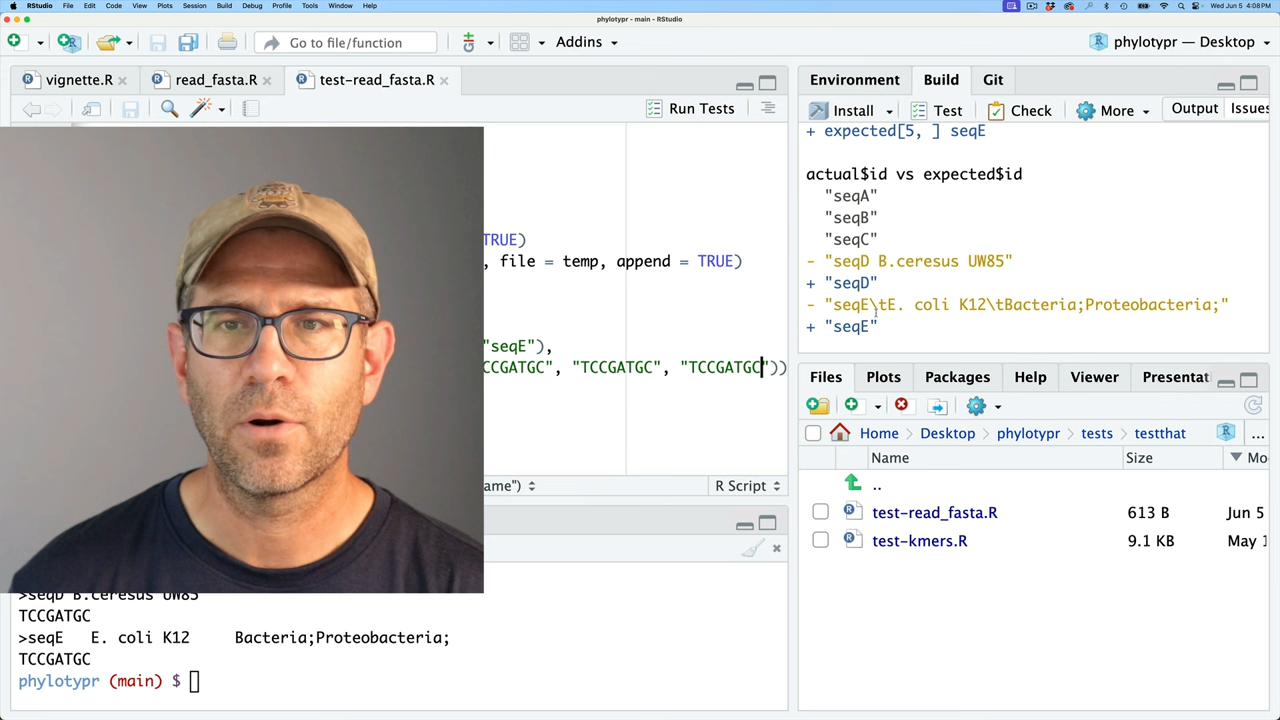 RStudio File Edit Code View Plots Session Build Debug Profile Tools Window Help Wed Jun 5 4:08 PM
phylotypr - main - RStudio
Go to file/function Addins phylotypr — Desktop
vignette.R read_fasta.R test-read_fasta.R
Run Tests
TRUE)
, file = temp, append = TRUE)
"seqE"),
CCGATGC", "TCCGATGC", "TCCGATGC"))
ame") R Script
>seqD B.ceresus UW85
TCCGATGC
>seqE E. coli K12 Bacteria;Proteobacteria;
TCCGATGC
phylotypr (main) $
Environment Build Git
Install Test Check More Output Issues
+ expected[5, ] seqE
actual$id vs expected$id
"seqA"
"seqB"
"seqC"
- "seqD B.ceresus UW85"
+ "seqD"
- "seqE\tE. coli K12\tBacteria;Proteobacteria;"
+ "seqE"
Files Plots Packages Help Viewer Presentat
Home Desktop phylotypr tests testthat ...
Name Size Mo
..
test-read_fasta.R 613 B Jun 5
test-kmers.R 9.1 KB May 1